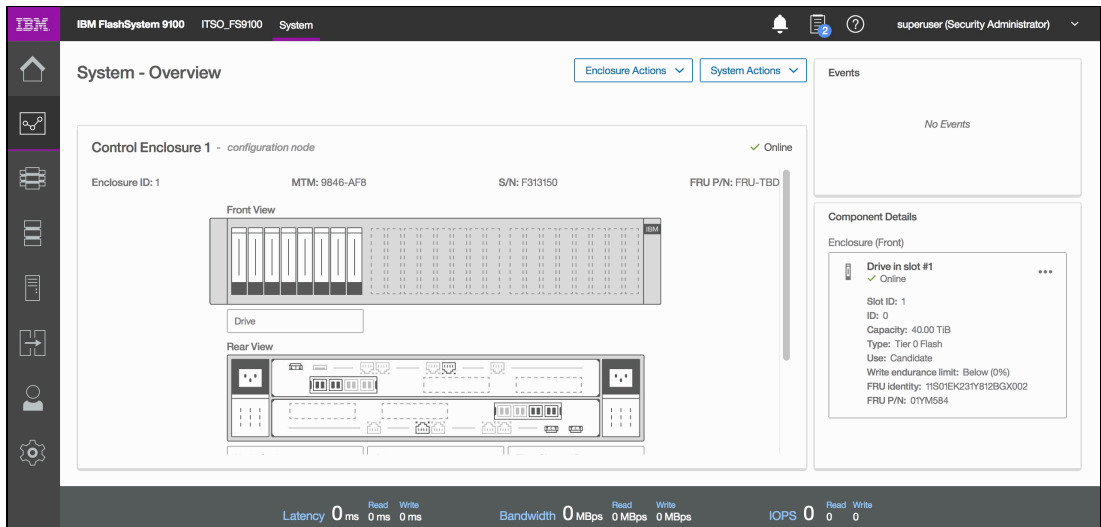 IBM
IBM FlashSystem 9100 ITSO_FS9100 System
2
superuser (Security Administrator)
System - Overview
Enclosure Actions
System Actions
Control Enclosure 1 - configuration node
Online
Enclosure ID: 1 MTM: 9846-AF8 S/N: F313150 FRU P/N: FRU-TBD
Front View
IBM
Drive
Rear View
Events
No Events
Component Details
Enclosure (Front)
Drive in slot #1
Online
Slot ID: 1
ID: 0
Capacity: 40.00 TiB
Type: Tier 0 Flash
Use: Candidate
Write endurance limit: Below (0%)
FRU identity: 11S01EK231Y812BGX002
FRU P/N: 01YM584
Latency 0 ms Read 0 ms Write 0 ms
Bandwidth 0 MBps Read 0 MBps Write 0 MBps
IOPS 0 Read 0 Write 0